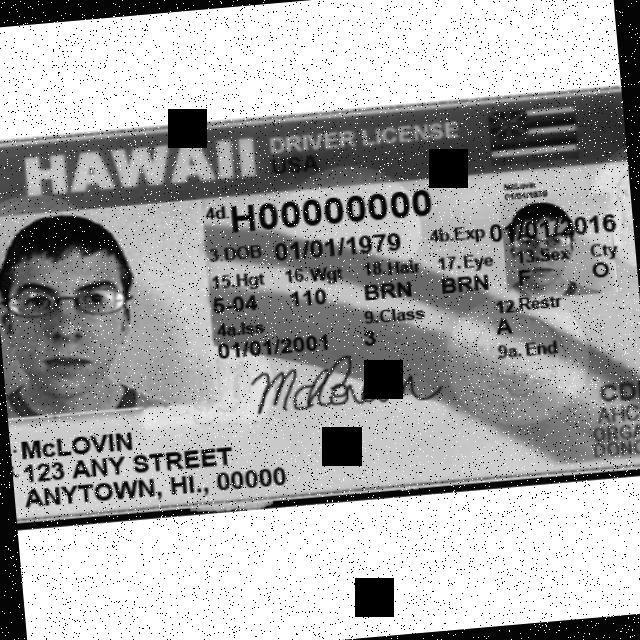 HAWAII DRIVER LICENSE
USA
4d. H00000000
3.DOB 01/01/1979 4b.Exp 01/01/2016
15.Hgt 16.Wgt 18.Hair 17.Eye 13.Sex Cty
5-04 110 BRN BRN F O
4a.Iss 9.Class 12.Restr
01/01/2001 3 A
9a. End
McLOVIN
123 ANY STREET
ANYTOWN, HI., 00000